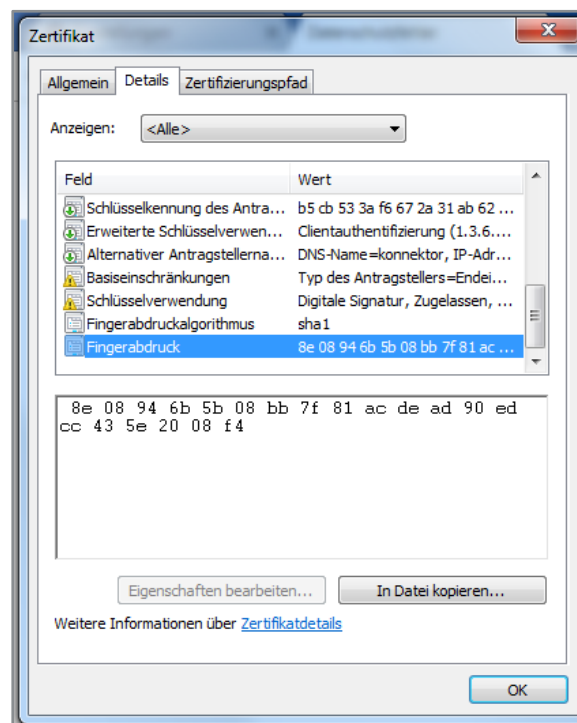 Zertifikat
Allgemein Details Zertifizierungspfad
Anzeigen: <Alle>
Feld Wert
Schlüsselkennung des Antra... b5 cb 53 3a f6 67 2a 31 ab 62 ...
Erweiterte Schlüsselverwen... Clientauthentifizierung (1.3.6....
Alternativer Antragstellerna... DNS-Name=konnektor, IP-Adr...
Basiseinschränkungen Typ des Antragstellers=Endei...
Schlüsselverwendung Digitale Signatur, Zugelassen, ...
Fingerabdruckalgorithmus sha1
Fingerabdruck 8e 08 94 6b 5b 08 bb 7f 81 ac ...
8e 08 94 6b 5b 08 bb 7f 81 ac de ad 90 ed
cc 43 5e 20 08 f4
Eigenschaften bearbeiten... In Datei kopieren...
Weitere Informationen über Zertifikatdetails
OK